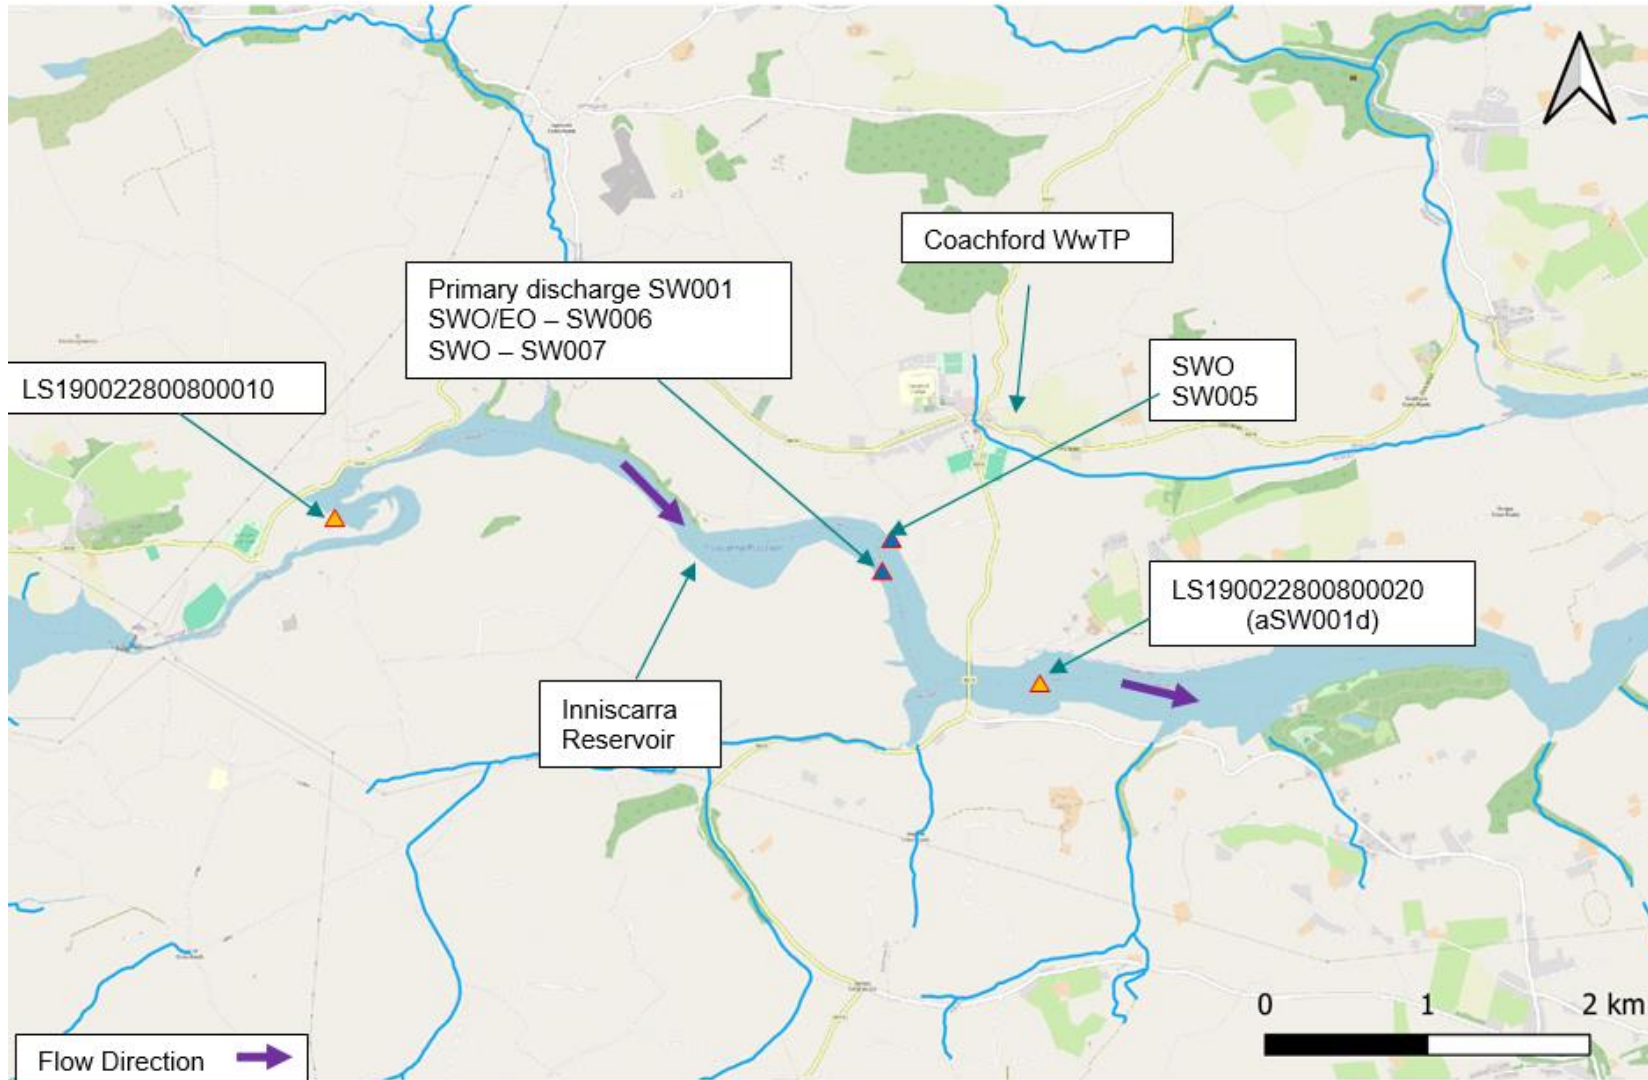 Coachford WwTP
Primary discharge SW001
SWO/EO – SW006
SWO – SW007
SWO
SW005
LS190022800800010
LS190022800800020
(aSW001d)
Inniscarra
Reservoir
0 1 2 km
Flow Direction